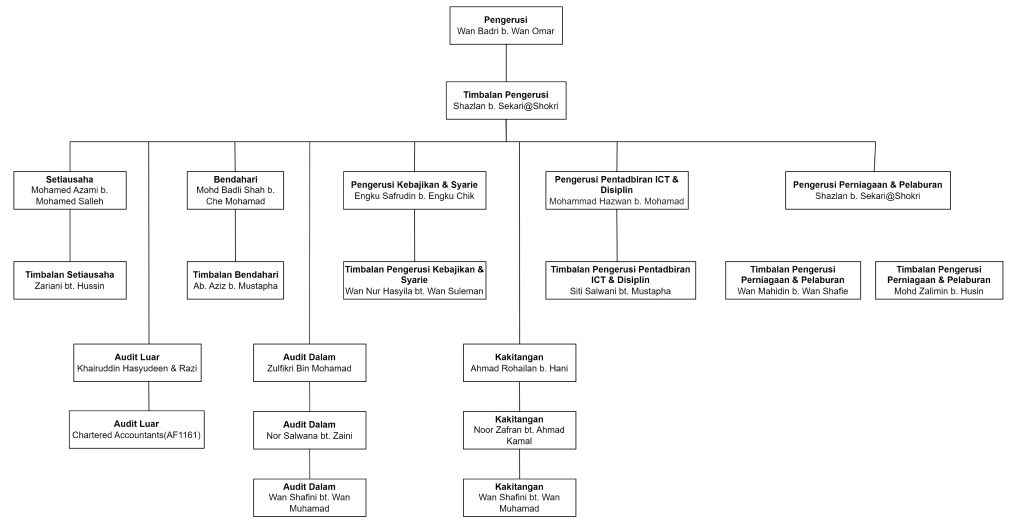 Pengerusi
Wan Badri b. Wan Omar
Timbalan Pengerusi
Shazlan b. Sekari@Shokri
Setiausaha
Mohamed Azami b.
Mohamed Salleh
Bendahari
Mohd Badli Shah b.
Che Mohamad
Pengerusi Kebajikan & Syarie
Engku Safrudin b. Engku Chik
Pengerusi Pentadbiran ICT &
Disiplin
Mohammad Hazwan b. Mohamad
Pengerusi Perniagaan & Pelaburan
Shazlan b. Sekari@Shokri
Timbalan Setiausaha
Zariani bt. Hussin
Timbalan Bendahari
Ab. Aziz b. Mustapha
Timbalan Pengerusi Kebajikan &
Syarie
Wan Nur Hasyila bt. Wan Suleman
Timbalan Pengerusi Pentadbiran
ICT & Disiplin
Siti Salwani bt. Mustapha
Timbalan Pengerusi
Perniagaan & Pelaburan
Wan Mahidin b. Wan Shafie
Timbalan Pengerusi
Perniagaan & Pelaburan
Mohd Zalimin b. Husin
Audit Luar
Khairuddin Hasyudeen & Razi
Audit Dalam
Zulfikri Bin Mohamad
Kakitangan
Ahmad Rohailan b. Hani
Audit Luar
Chartered Accountants(AF1161)
Audit Dalam
Nor Salwana bt. Zaini
Kakitangan
Noor Zafran bt. Ahmad
Kamal
Audit Dalam
Wan Shafini bt. Wan
Muhamad
Kakitangan
Wan Shafini bt. Wan
Muhamad